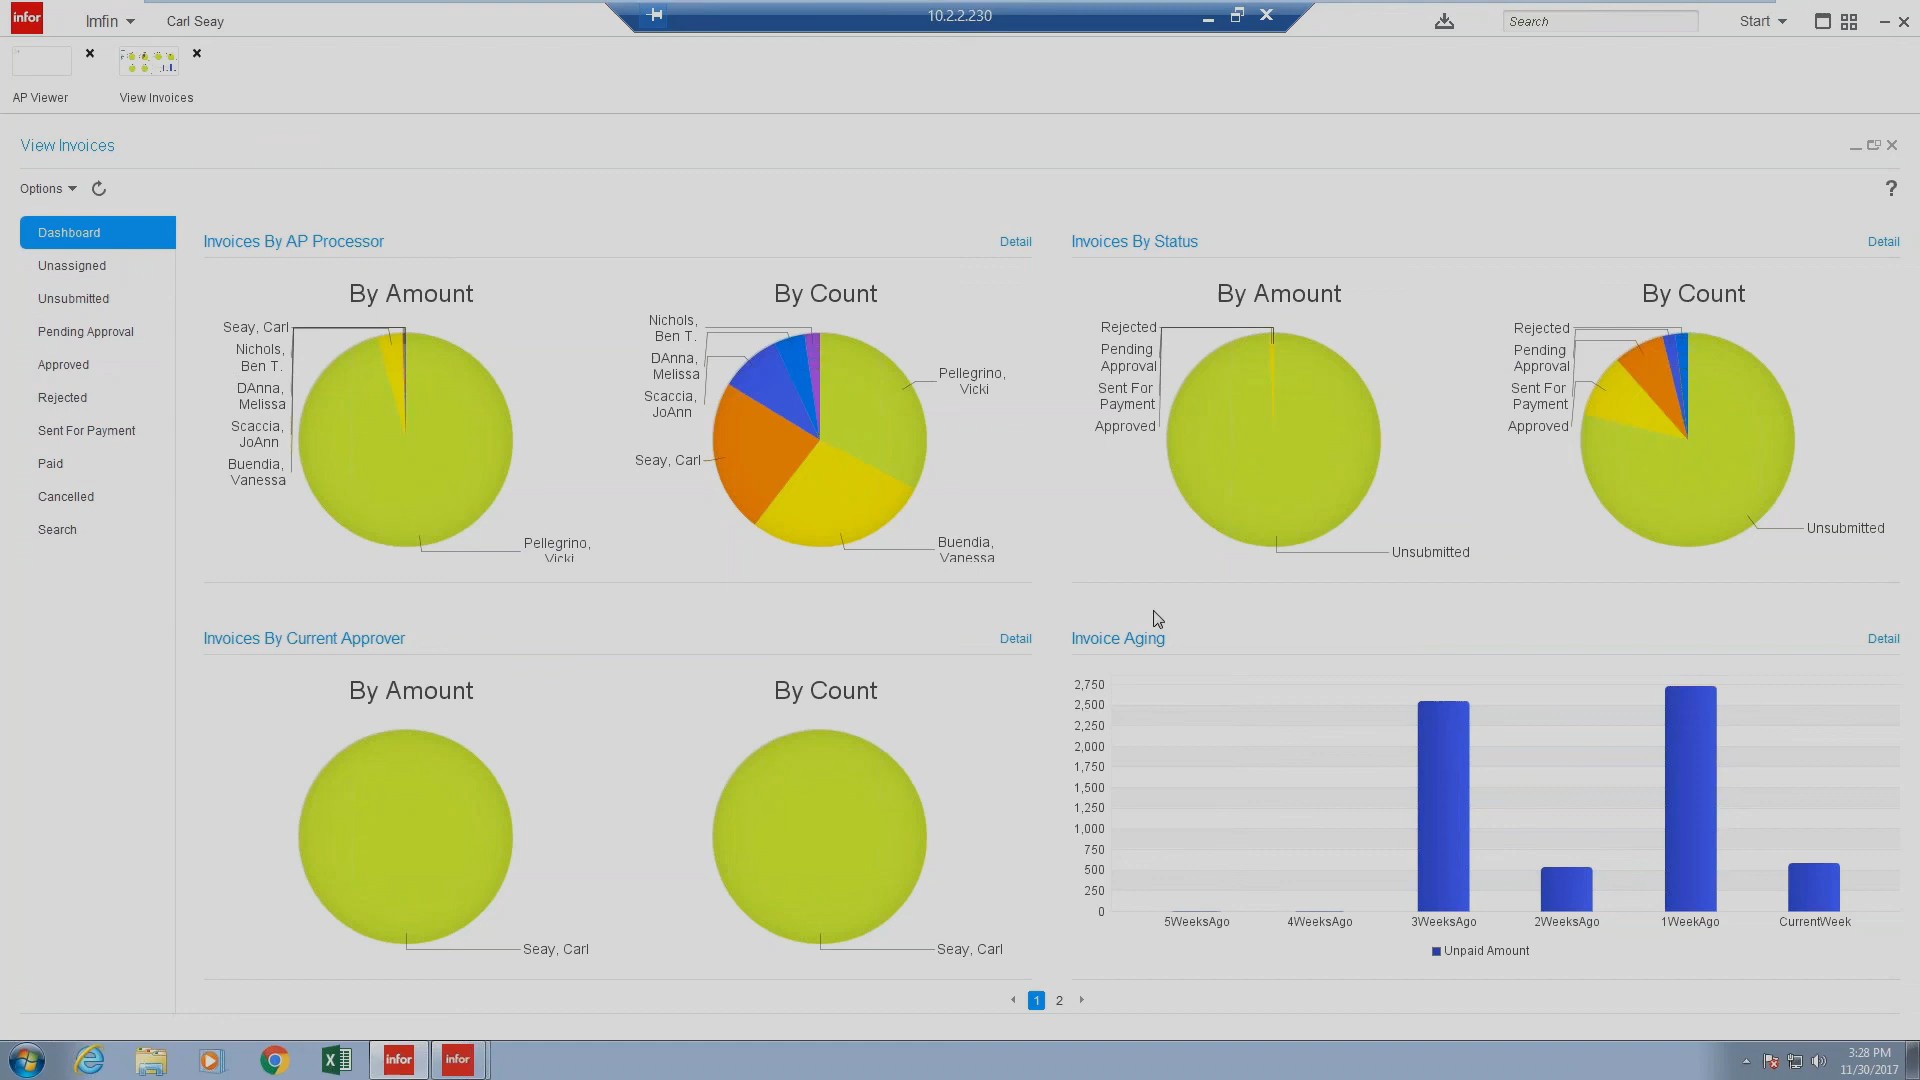 infor
Imfin
Carl Seay
10.2.2.230
Search
Start
AP Viewer
View Invoices
View Invoices
Options
?
Dashboard
Unassigned
Unsubmitted
Pending Approval
Approved
Rejected
Sent For Payment
Paid
Cancelled
Search
Invoices By AP Processor
Detail
By Amount
Seay, Carl
Nichols,
Ben T.
DAnna,
Melissa
Scaccia,
JoAnn
Buendia,
Vanessa
Pellegrino,
Vicki
By Count
Nichols,
Ben T.
DAnna,
Melissa
Scaccia,
JoAnn
Seay, Carl
Pellegrino,
Vicki
Buendia,
Vanessa
Invoices By Status
Detail
By Amount
Rejected
Pending
Approval
Sent For
Payment
Approved
Unsubmitted
By Count
Rejected
Pending
Approval
Sent For
Payment
Approved
Unsubmitted
Invoices By Current Approver
Detail
By Amount
Seay, Carl
By Count
Seay, Carl
Invoice Aging
Detail
2,750
2,500
2,250
2,000
1,750
1,500
1,250
1,000
750
500
250
0
5WeeksAgo
4WeeksAgo
3WeeksAgo
2WeeksAgo
1WeekAgo
CurrentWeek
Unpaid Amount
1
2
infor
infor
3:28 PM
11/30/2017